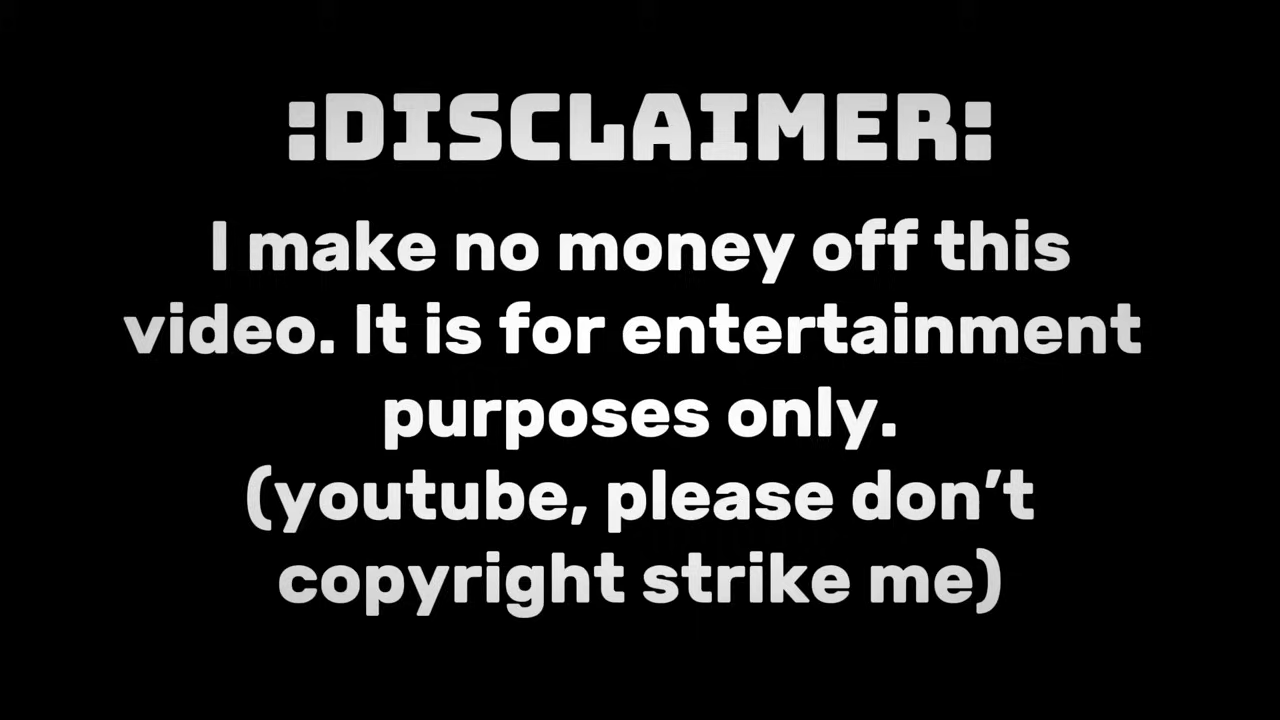 :DISCLAIMER:
I make no money off this
video. It is for entertainment
purposes only.
(youtube, please don’t
copyright strike me)